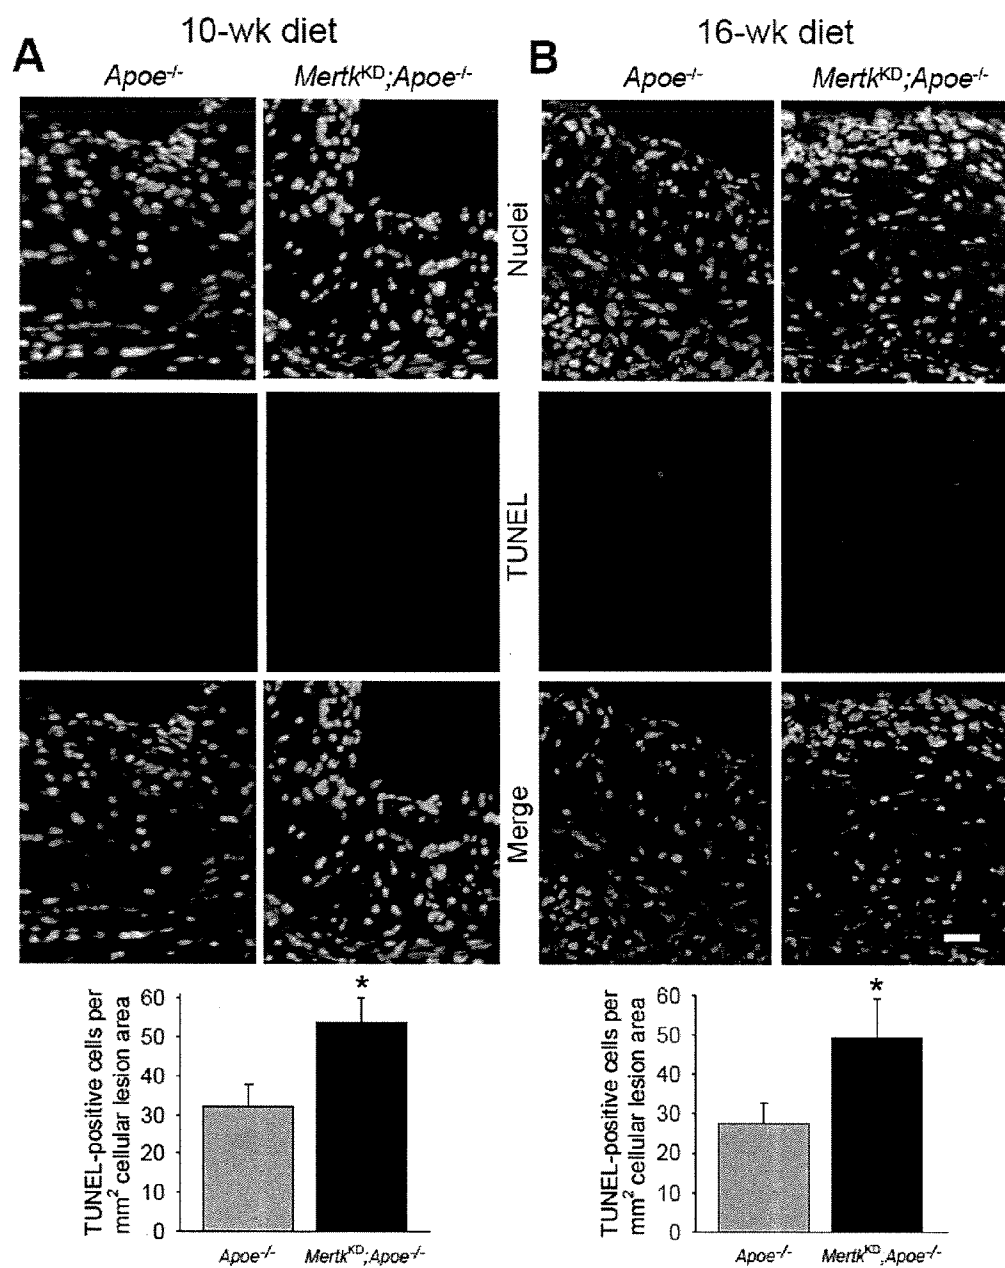 A
10-wk diet
Apoe-/-
MertkKD;Apoe-/-
B
16-wk diet
Apoe-/-
MertkKD;Apoe-/-
Nuclei
TUNEL
Merge
TUNEL-positive cells per
mm2 cellular lesion area
60
50
40
30
20
10
0
*
Apoe-/-
MertkKD;Apoe-/-
TUNEL-positive cells per
mm2 cellular lesion area
60
50
40
30
20
10
0
*
Apoe-/-
MertkKD;Apoe-/-